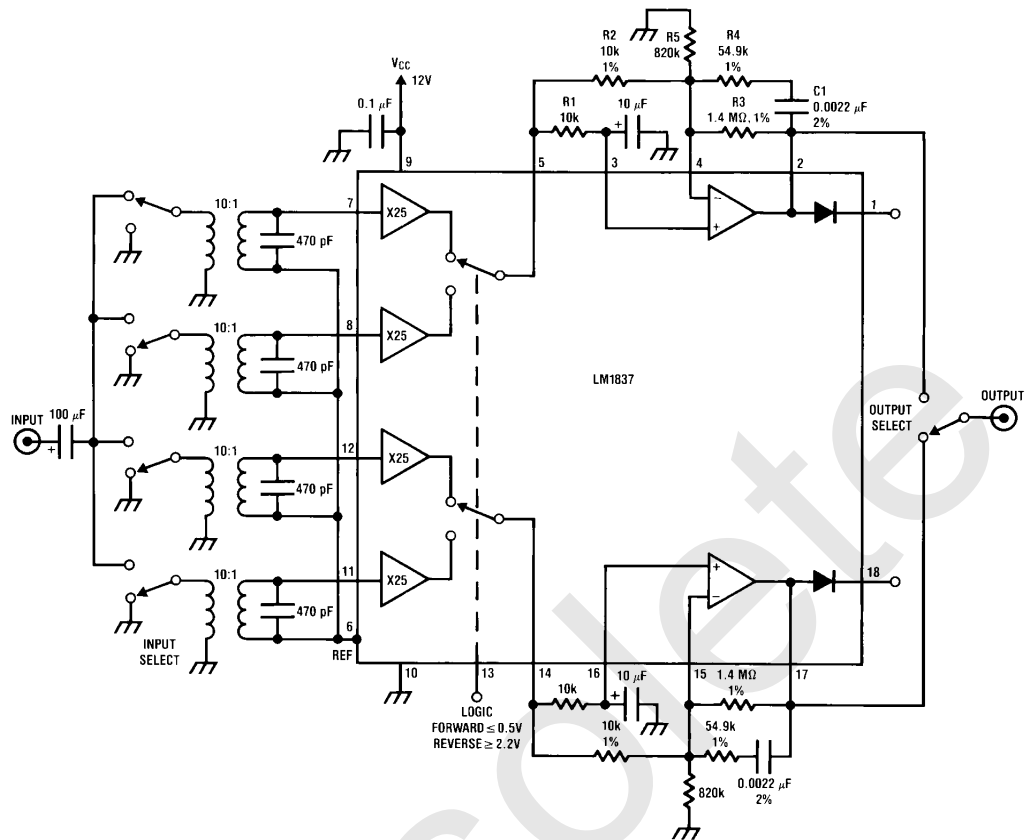 R2
10k
1%
R5
820k
R4
54.9k
1%
C1
0.0022 µF
2%
VCC
12V
0.1 µF
R1
10k
10 µF
+
R3
1.4 MΩ, 1%
9
5
3
4
2
10:1
470 pF
7
X25
−
+
1
10:1
470 pF
8
X25
LM1837
INPUT
100 µF
+
OUTPUT
SELECT
OUTPUT
10:1
470 pF
12
X25
10:1
470 pF
11
X25
+
−
18
INPUT
SELECT
6
REF
10
13
14
16
15
17
LOGIC
FORWARD ≤ 0.5V
REVERSE ≥ 2.2V
10k
+
10 µF
1.4 MΩ
1%
10k
1%
54.9k
1%
0.0022 µF
2%
820k
solete